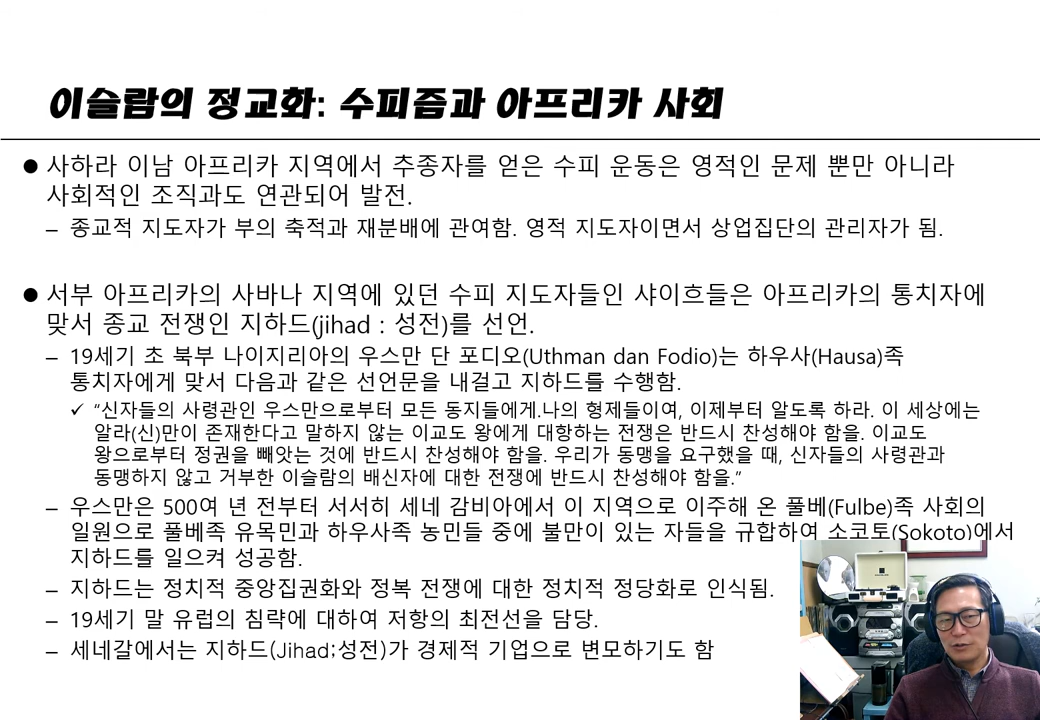 이슬람의 정교화: 수피즘과 아프리카 사회
● 사하라 이남 아프리카 지역에서 추종자를 얻은 수피 운동은 영적인 문제 뿐만 아니라
사회적인 조직과도 연관되어 발전.
– 종교적 지도자가 부의 축적과 재분배에 관여함. 영적 지도자이면서 상업집단의 관리자가 됨.
● 서부 아프리카의 사바나 지역에 있던 수피 지도자들인 샤이흐들은 아프리카의 통치자에
맞서 종교 전쟁인 지하드(jihad : 성전)를 선언.
– 19세기 초 북부 나이지리아의 우스만 단 포디오(Uthman dan Fodio)는 하우사(Hausa)족
통치자에게 맞서 다음과 같은 선언문을 내걸고 지하드를 수행함.
✓ “신자들의 사령관인 우스만으로부터 모든 동지들에게.나의 형제들이여, 이제부터 알도록 하라. 이 세상에는
알라(신)만이 존재한다고 말하지 않는 이교도 왕에게 대항하는 전쟁은 반드시 찬성해야 함을. 이교도
왕으로부터 정권을 빼앗는 것에 반드시 찬성해야 함을. 우리가 동맹을 요구했을 때, 신자들의 사령관과
동맹하지 않고 거부한 이슬람의 배신자에 대한 전쟁에 반드시 찬성해야 함을.”
– 우스만은 500여 년 전부터 서서히 세네 감비아에서 이 지역으로 이주해 온 풀베(Fulbe)족 사회의
일원으로 풀베족 유목민과 하우사족 농민들 중에 불만이 있는 자들을 규합하여 소코토(Sokoto)에서
지하드를 일으켜 성공함.
– 지하드는 정치적 중앙집권화와 정복 전쟁에 대한 정치적 정당화로 인식됨.
– 19세기 말 유럽의 침략에 대하여 저항의 최전선을 담당.
– 세네갈에서는 지하드(Jihad;성전)가 경제적 기업으로 변모하기도 함